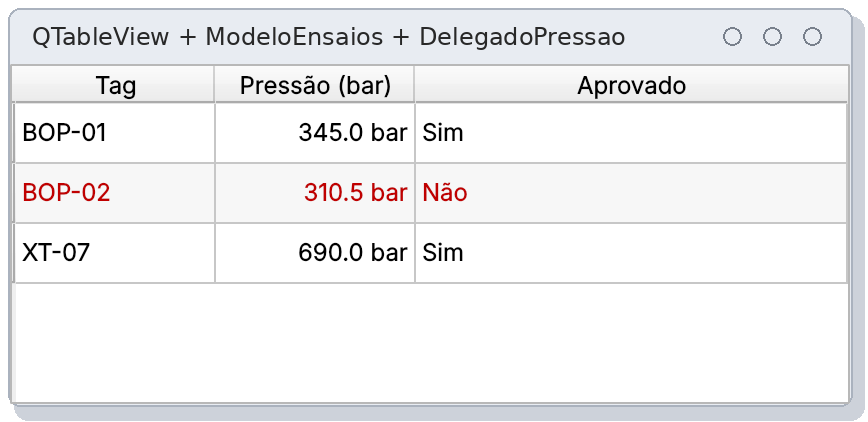 QTableView + ModeloEnsaios + DelegadoPressao
Tag Pressão (bar) Aprovado
BOP-01 345.0 bar Sim
BOP-02 310.5 bar Não
XT-07 690.0 bar Sim